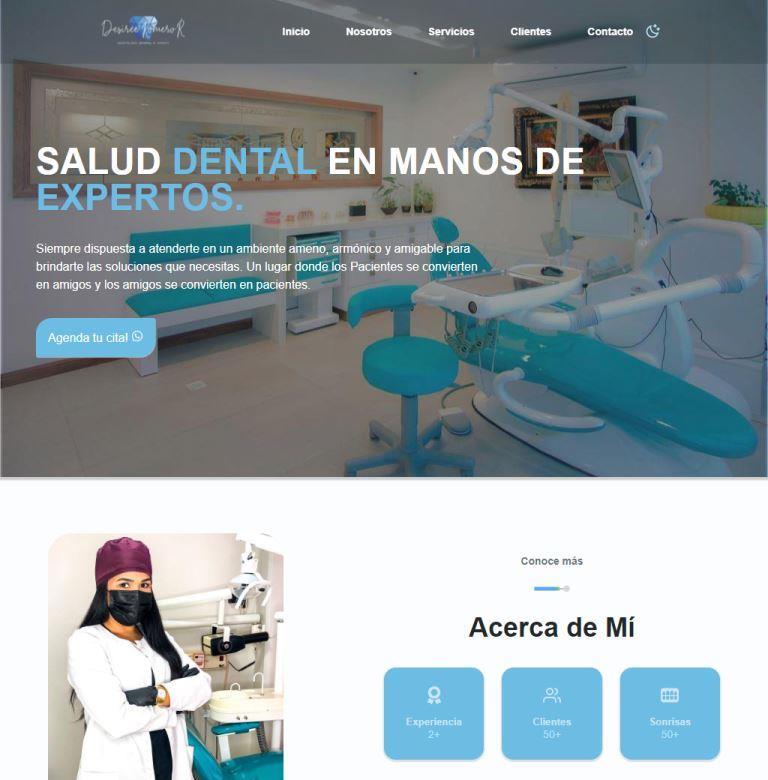 Desiree Romero R
Inicio
Nosotros
Servicios
Clientes
Contacto
SALUD DENTAL EN MANOS DE
EXPERTOS.
Siempre dispuesta a atenderte en un ambiente ameno, armónico y amigable para
brindarte las soluciones que necesitas. Un lugar donde los Pacientes se convierten
en amigos y los amigos se convierten en pacientes.
Agenda tu cita!
Conoce más
Acerca de Mí
Experiencia
2+
Clientes
50+
Sonrisas
50+